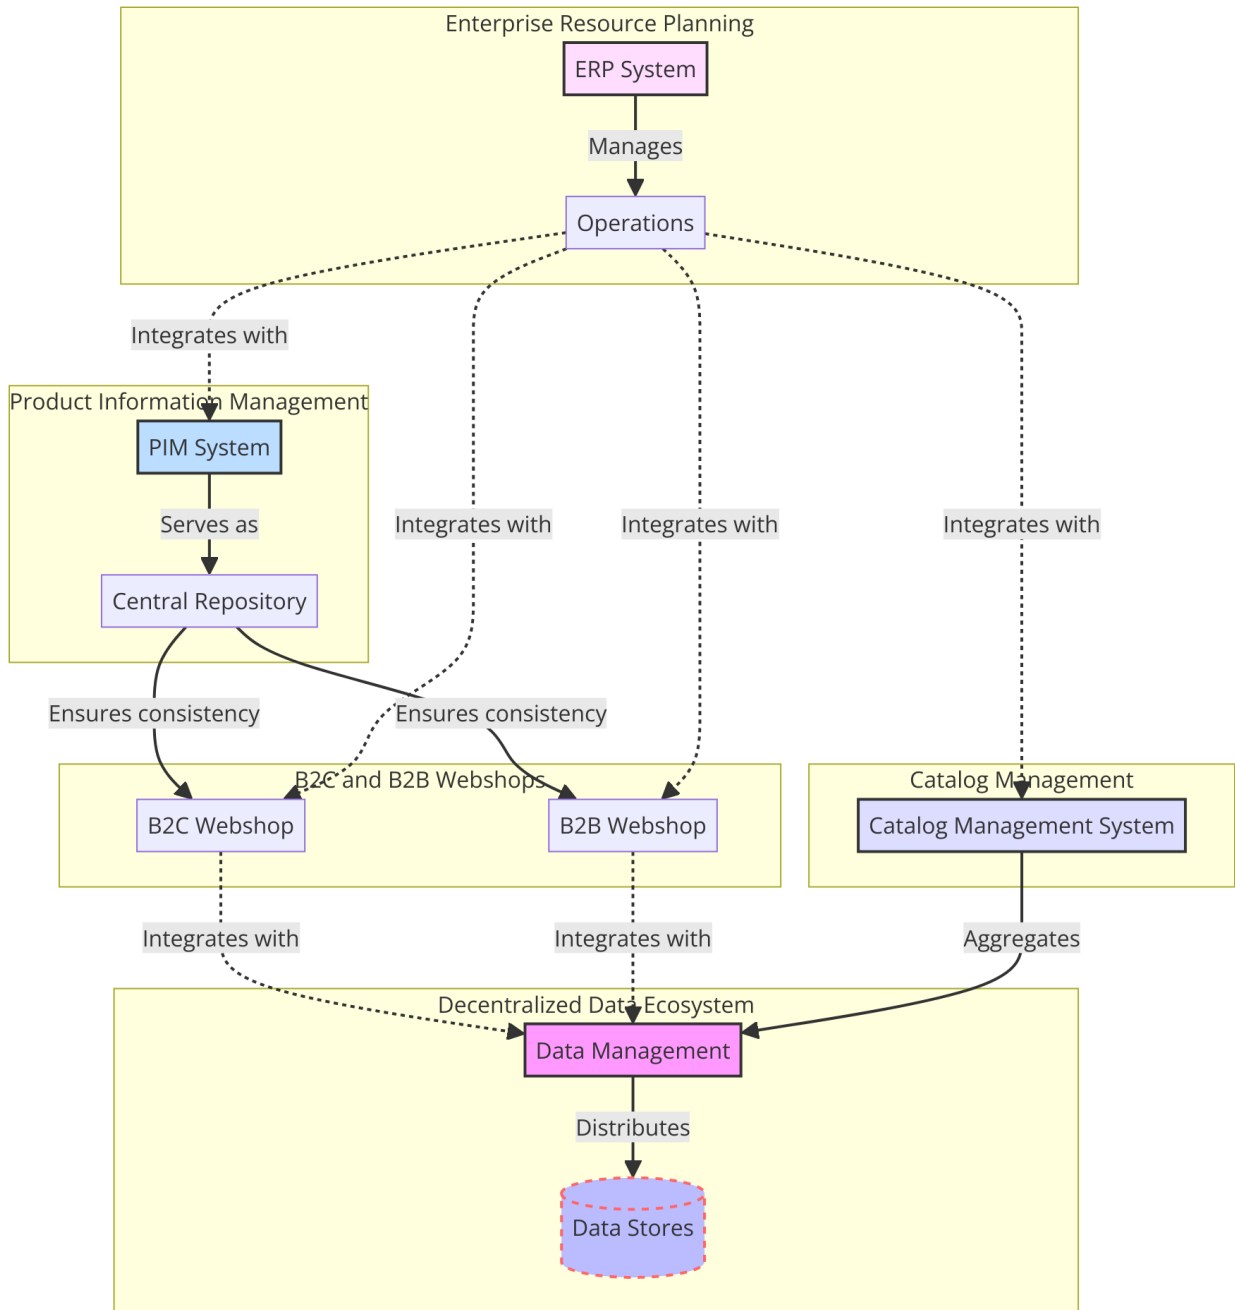 Enterprise Resource Planning
ERP System
Manages
Operations
Integrates with
Product Information Management
PIM System
Serves as
Integrates with
Integrates with
Integrates with
Central Repository
Ensures consistency
Ensures consistency
B2C and B2B Webshops
Catalog Management
B2C Webshop
B2B Webshop
Catalog Management System
Integrates with
Integrates with
Aggregates
Decentralized Data Ecosystem
Data Management
Distributes
Data Stores